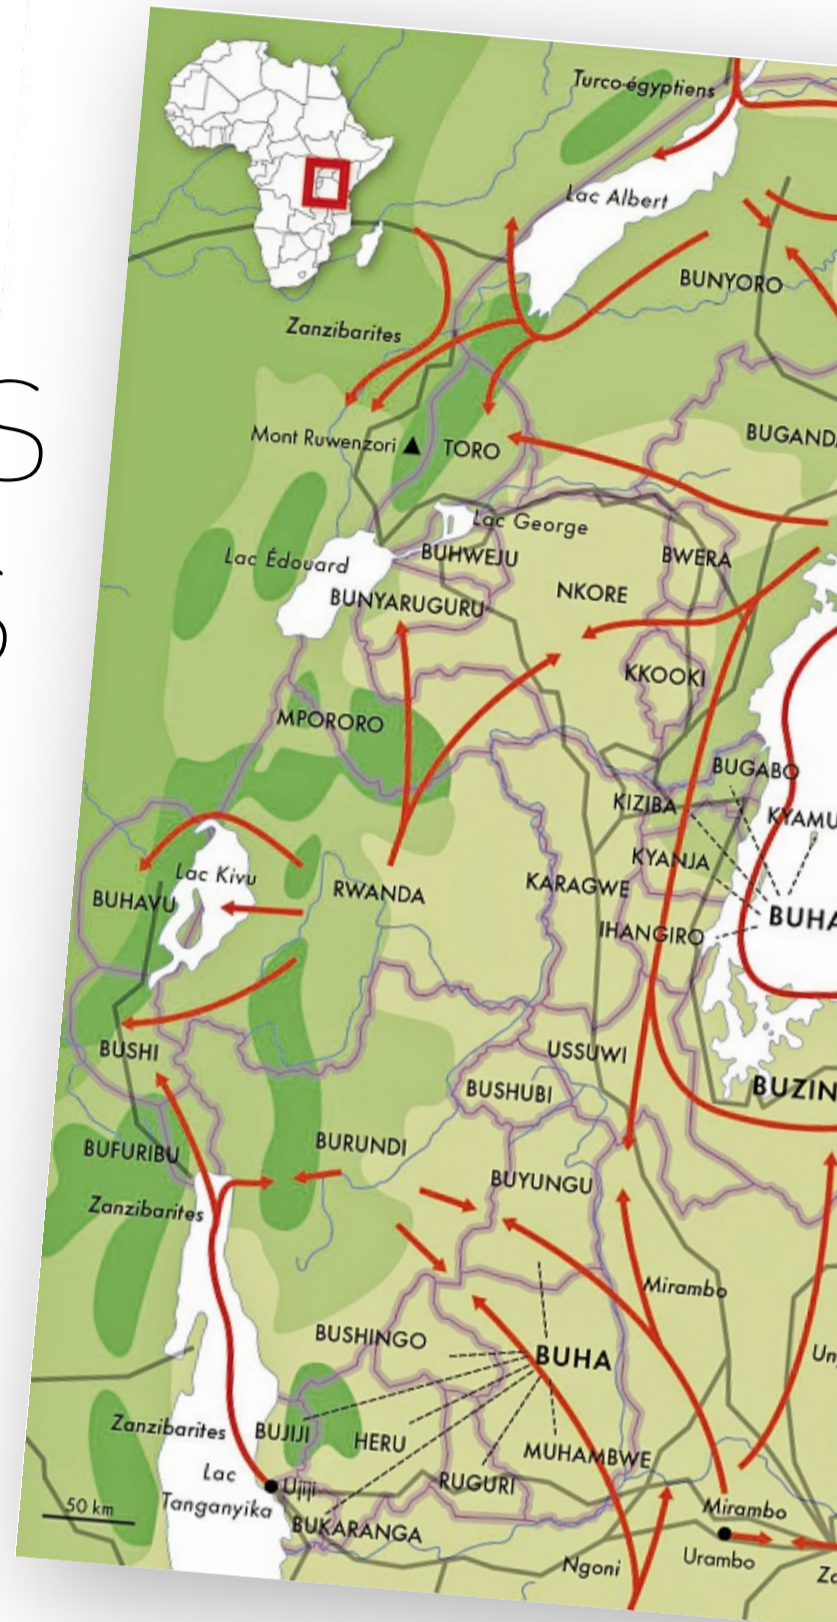 S
Turco-égyptiens
Lac Albert
BUNYORO
Zanzibarites
Mont Ruwenzori
TORO
BUGANDA
Lac George
Lac Édouard
BUHWEJU
BWERA
BUNYARUGURU
NKORE
KKOOKI
MPORORO
BUGABO
KIZIBA
KYAMU
KYANJA
Lac Kivu
RWANDA
KARAGWE
BUHAVU
BUHA
IHANGIRO
BUSHI
USSUWI
BUSHUBI
BUZIN
BURUNDI
BUFURIBU
BUYUNGU
Zanzibarites
Mirambo
BUSHINGO
BUHA
Un
Zanzibarites
BUJIJI
HERU
MUHAMBWE
Lac
Tanganyika
Ujiji
RUGURI
50 km
BUKARANGA
Mirambo
Urambo
Ngoni
Za